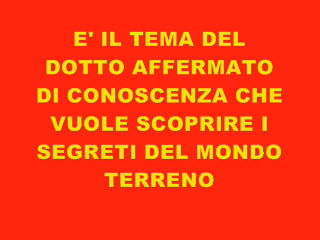 E' IL TEMA DEL
DOTTO AFFERMATO
DI CONOSCENZA CHE
VUOLE SCOPRIRE I
SEGRETI DEL MONDO
TERRENO